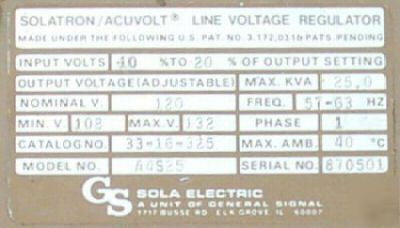 SOLATRON/ACUVOLT® LINE VOLTAGE REGULATOR
MADE UNDER THE FOLLOWING U.S. PAT. NO. 3,172,031 & PATS. PENDING
INPUT VOLTS 10 % TO 20 % OF OUTPUT SETTING
OUTPUT VOLTAGE (ADJUSTABLE) MAX. KVA 25.0
NOMINAL V. 120 FREQ. 57-63 HZ
MIN. V. 108 MAX. V. 132 PHASE 1
CATALOG NO. 33-16-325 MAX. AMB. 40 °C
MODEL NO. SERIAL NO. 870501
GS SOLA ELECTRIC
A UNIT OF GENERAL SIGNAL
1717 BUSSE RD. ELK GROVE IL 60007